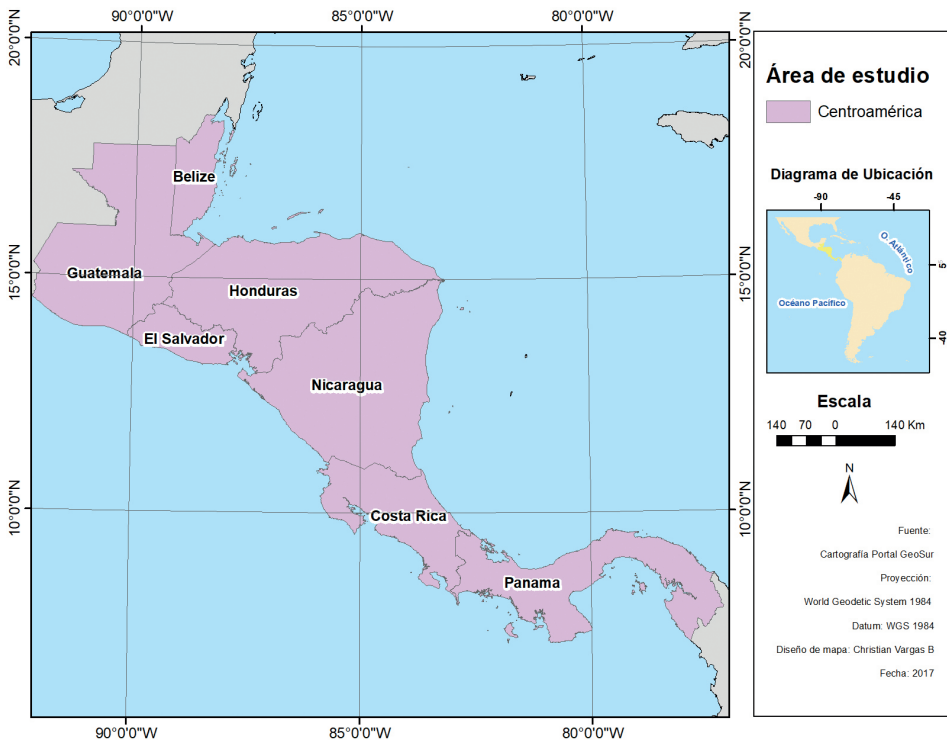 90°0'0"W 85°0'0"W 80°0'0"W
20°0'0"N
15°0'0"N
10°0'0"N
Belize
Guatemala
Honduras
El Salvador
Nicaragua
Costa Rica
Panama
20°0'0"N
15°0'0"N
10°0'0"N
90°0'0"W 85°0'0"W 80°0'0"W
Área de estudio
Centroamérica
Diagrama de Ubicación
-90 -45
O. Atlántico
5
Océano Pacífico
-40
Escala
140 70 0 140 Km
N
Fuente:
Cartografía Portal GeoSur
Proyección:
World Geodetic System 1984
Datum: WGS 1984
Diseño de mapa: Christian Vargas B
Fecha: 2017